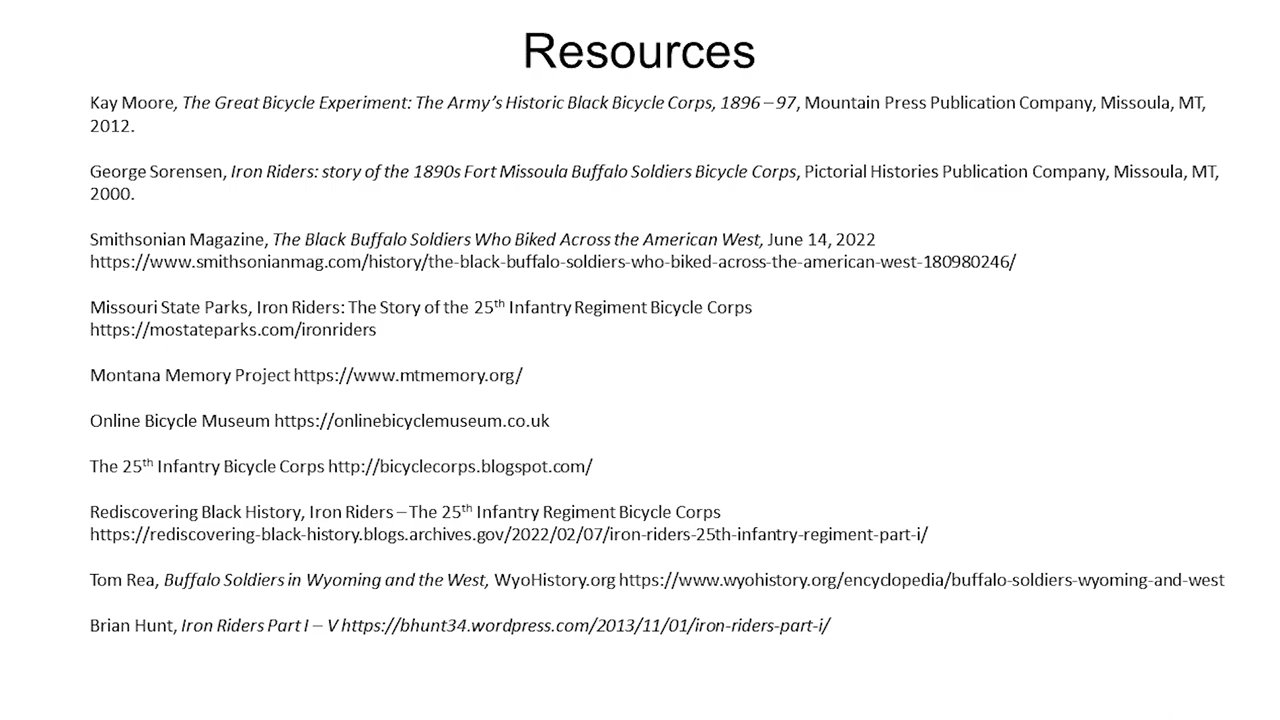 Resources
Kay Moore, The Great Bicycle Experiment: The Army's Historic Black Bicycle Corps, 1896 – 97, Mountain Press Publication Company, Missoula, MT,
2012.
George Sorensen, Iron Riders: story of the 1890s Fort Missoula Buffalo Soldiers Bicycle Corps, Pictorial Histories Publication Company, Missoula, MT,
2000.
Smithsonian Magazine, The Black Buffalo Soldiers Who Biked Across the American West, June 14, 2022
https://www.smithsonianmag.com/history/the-black-buffalo-soldiers-who-biked-across-the-american-west-180980246/
Missouri State Parks, Iron Riders: The Story of the 25th Infantry Regiment Bicycle Corps
https://mostateparks.com/ironriders
Montana Memory Project https://www.mtmemory.org/
Online Bicycle Museum https://onlinebicyclemuseum.co.uk
The 25th Infantry Bicycle Corps http://bicyclecorps.blogspot.com/
Rediscovering Black History, Iron Riders – The 25th Infantry Regiment Bicycle Corps
https://rediscovering-black-history.blogs.archives.gov/2022/02/07/iron-riders-25th-infantry-regiment-part-i/
Tom Rea, Buffalo Soldiers in Wyoming and the West, WyoHistory.org https://www.wyohistory.org/encyclopedia/buffalo-soldiers-wyoming-and-west
Brian Hunt, Iron Riders Part I – V https://bhunt34.wordpress.com/2013/11/01/iron-riders-part-i/